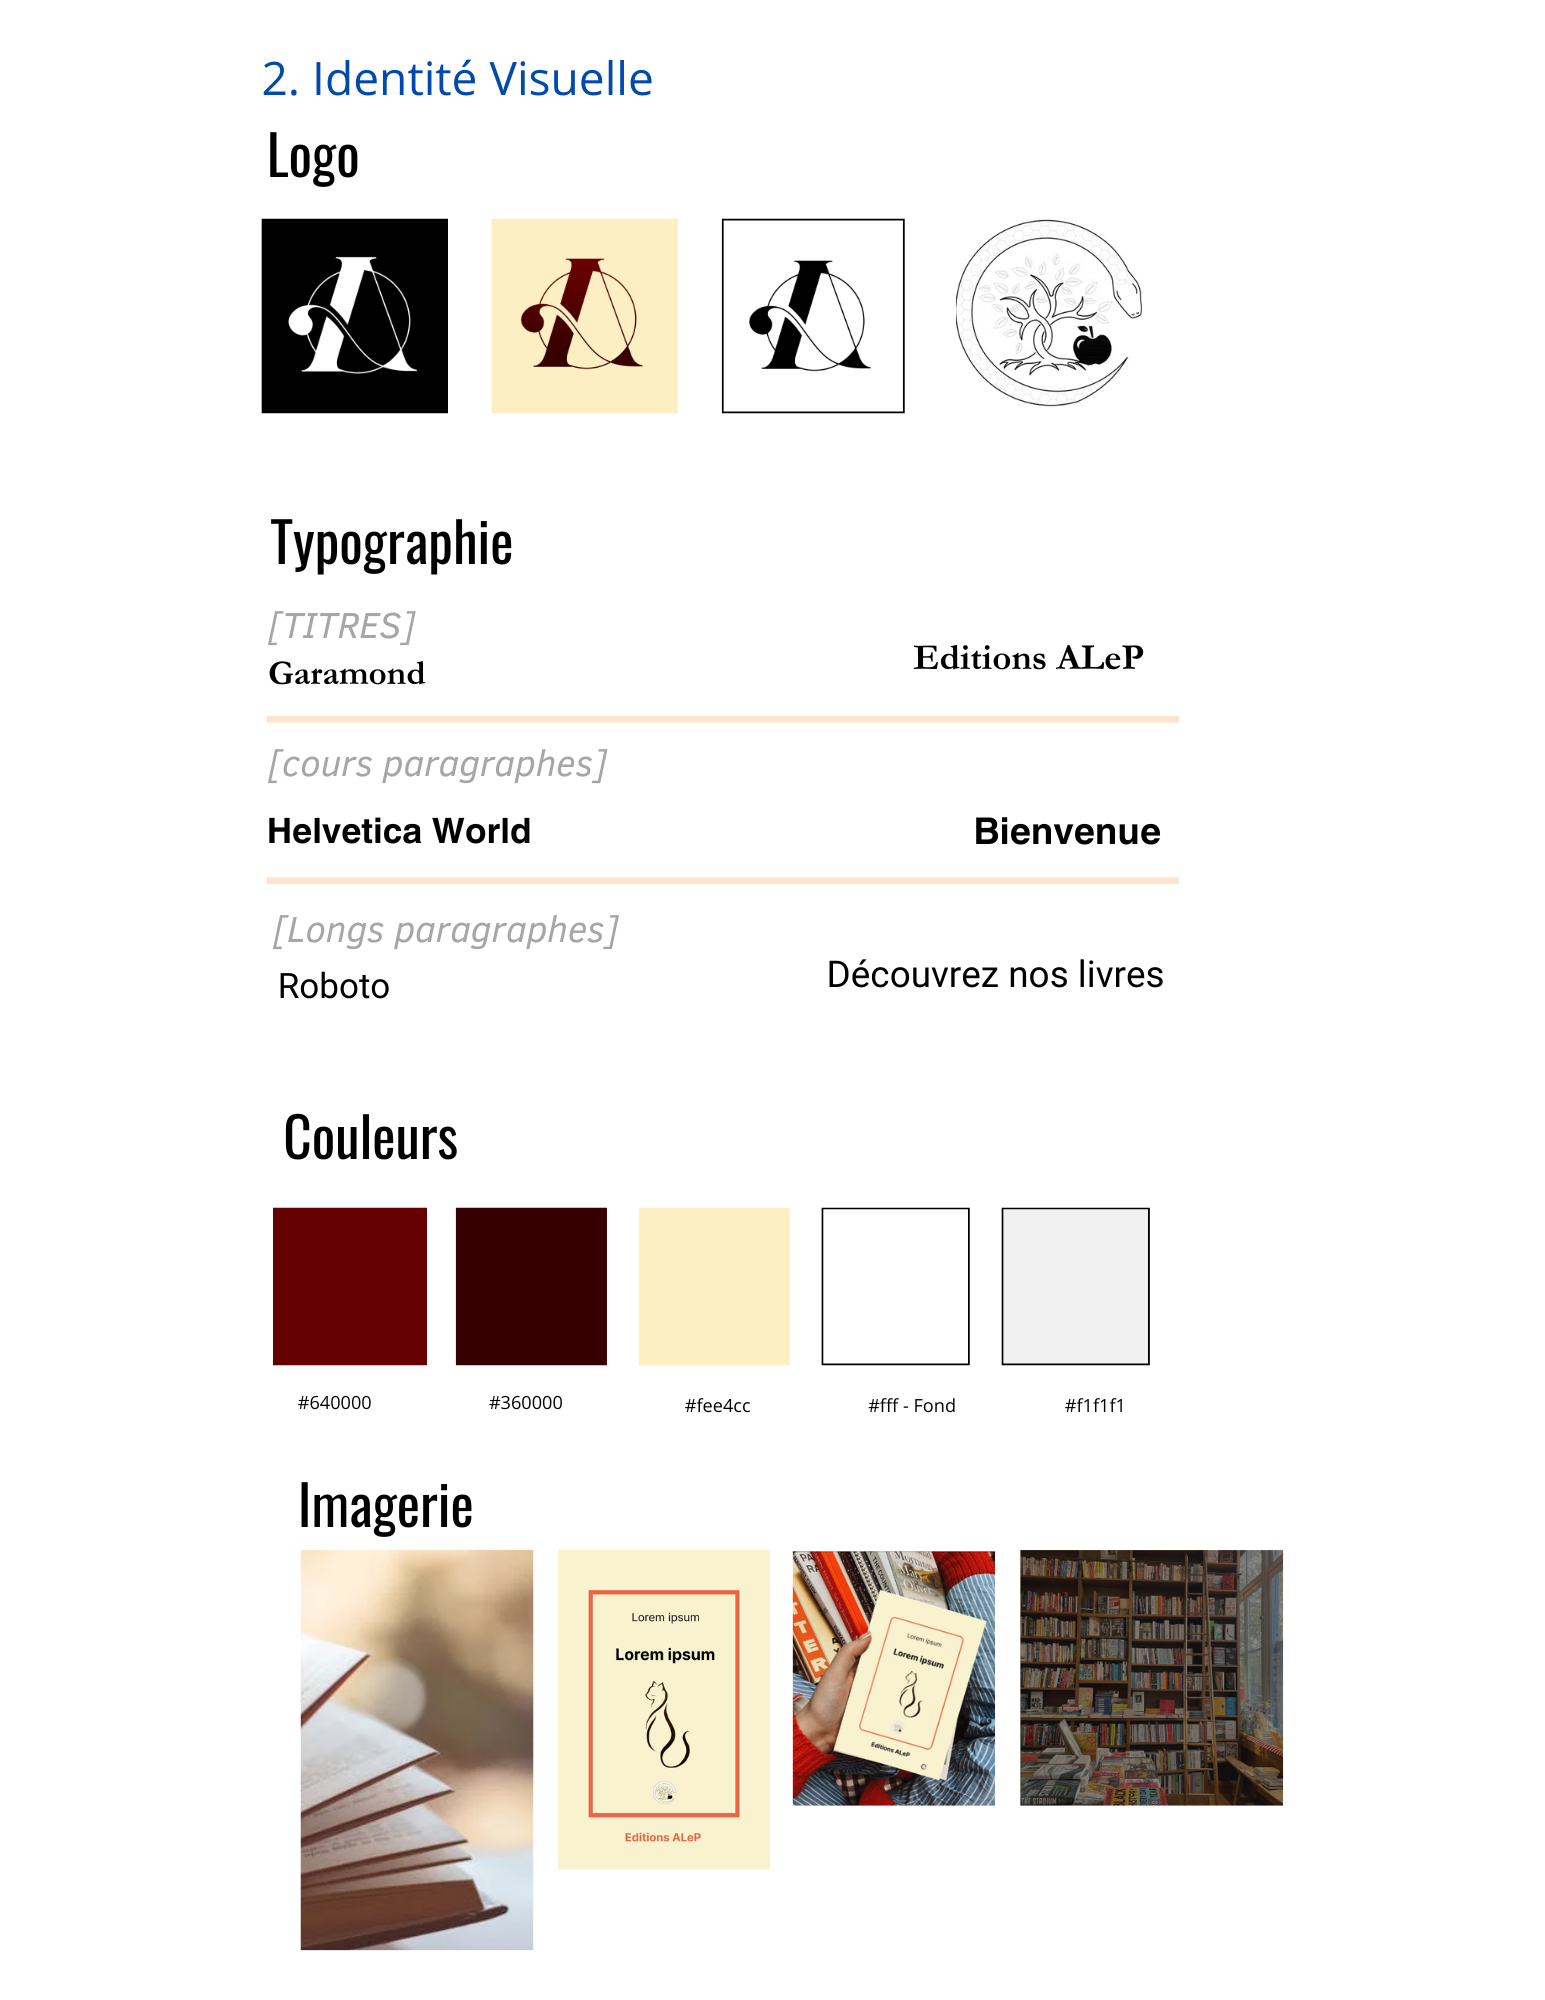 2. Identité Visuelle
Logo
Typographie
[TITRES]
Garamond
Editions ALeP
[cours paragraphes]
Helvetica World
Bienvenue
[Longs paragraphes]
Roboto
Découvrez nos livres
Couleurs
#640000
#360000
#fee4cc
#fff - Fond
#f1f1f1
Imagerie
Lorem ipsum
Lorem ipsum
Editions ALeP
Lorem ipsum
Lorem ipsum
Editions ALeP
THE STADIUM